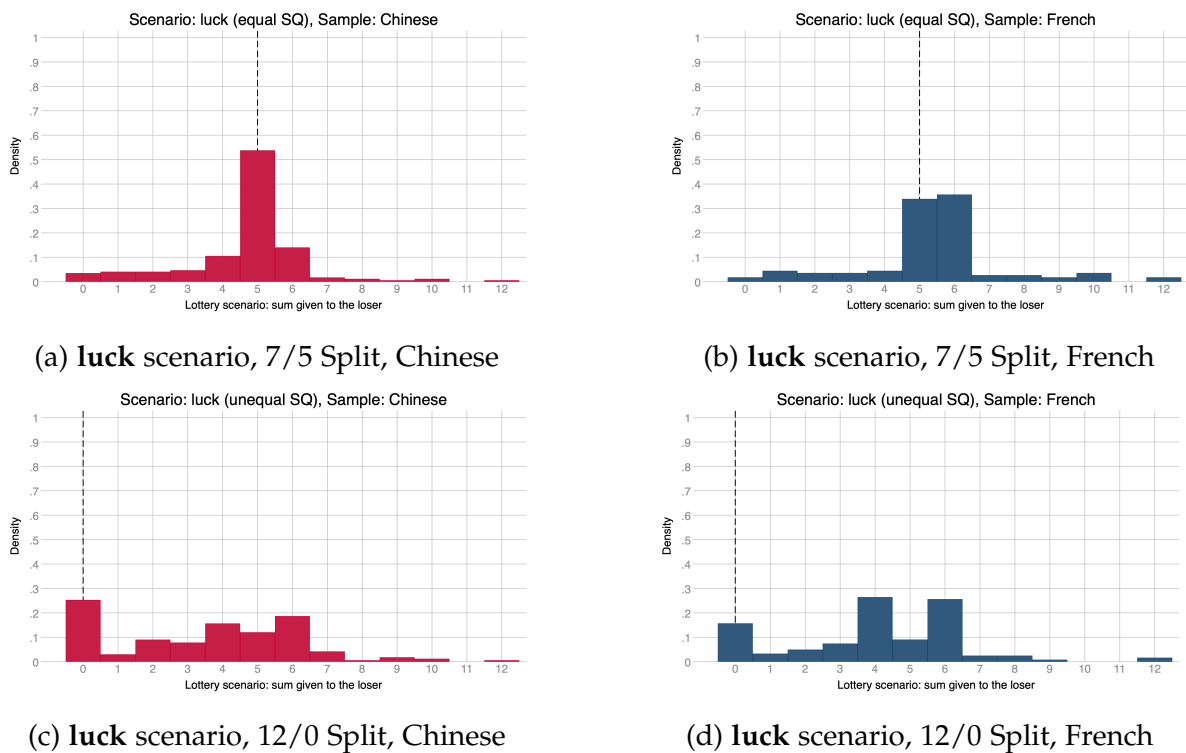 Scenario: luck (equal SQ), Sample: Chinese
1
.9
.8
.7
.6
.5
.4
.3
.2
.1
0
Density
0 1 2 3 4 5 6 7 8 9 10 11 12
Lottery scenario: sum given to the loser
(a) luck scenario, 7/5 Split, Chinese
Scenario: luck (equal SQ), Sample: French
1
.9
.8
.7
.6
.5
.4
.3
.2
.1
0
Density
0 1 2 3 4 5 6 7 8 9 10 11 12
Lottery scenario: sum given to the loser
(b) luck scenario, 7/5 Split, French
Scenario: luck (unequal SQ), Sample: Chinese
1
.9
.8
.7
.6
.5
.4
.3
.2
.1
0
Density
0 1 2 3 4 5 6 7 8 9 10 11 12
Lottery scenario: sum given to the loser
(c) luck scenario, 12/0 Split, Chinese
Scenario: luck (unequal SQ), Sample: French
1
.9
.8
.7
.6
.5
.4
.3
.2
.1
0
Density
0 1 2 3 4 5 6 7 8 9 10 11 12
Lottery scenario: sum given to the loser
(d) luck scenario, 12/0 Split, French